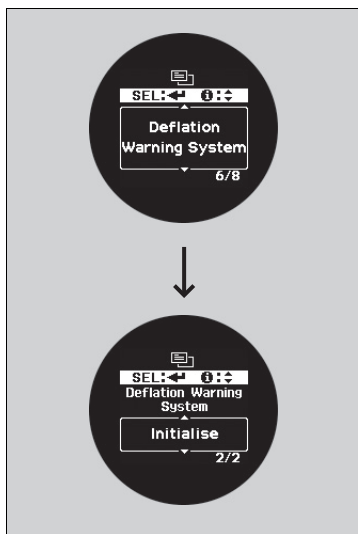 SEL:↵ i:
Deflation
Warning System
6/8
SEL:↵ i:
Deflation Warning
System
Initialise
2/2